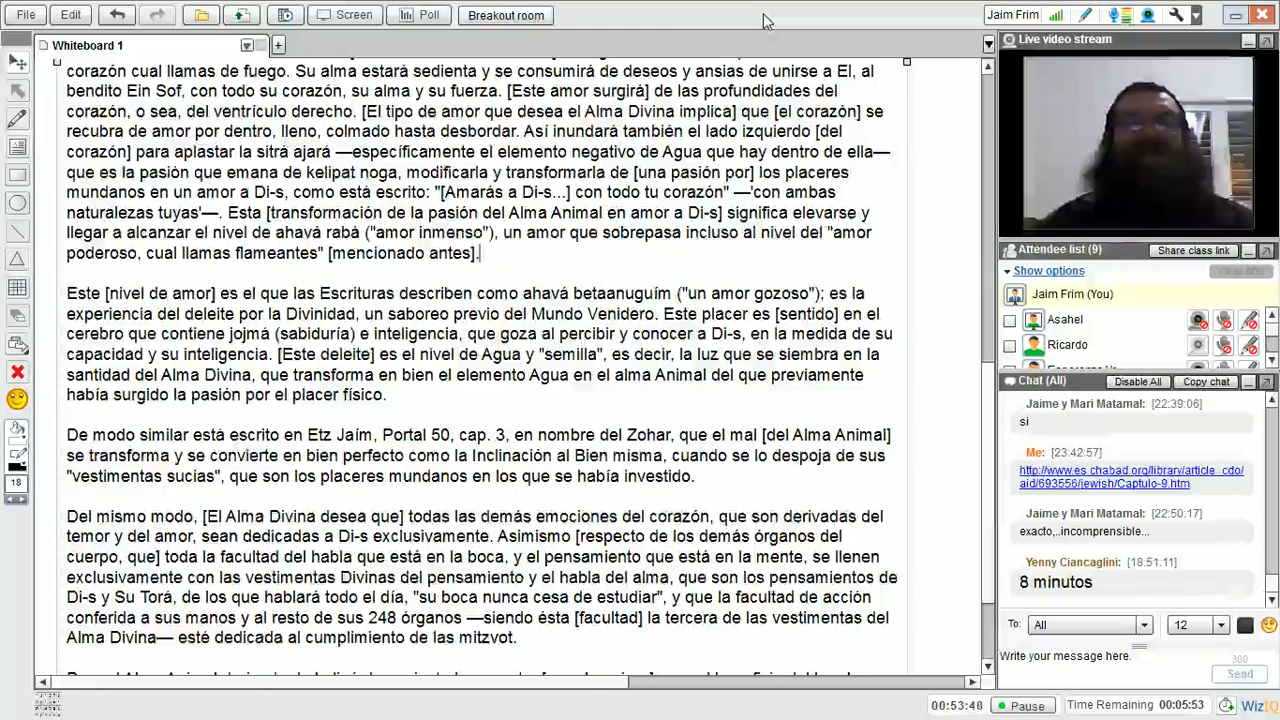 File
Edit
Screen
Poll
Breakout room
Jaim Frim
Whiteboard 1
corazón cual llamas de fuego. Su alma estará sedienta y se consumirá de deseos y ansias de unirse a El, al
bendito Ein Sof, con todo su corazón, su alma y su fuerza. [Este amor surgirá] de las profundidades del
corazón, o sea, del ventrículo derecho. [El tipo de amor que desea el Alma Divina implica] que [el corazón] se
recubra de amor por dentro, lleno, colmado hasta desbordar. Así inundará también el lado izquierdo [del
corazón] para aplastar la sitrá ajará —específicamente el elemento negativo de Agua que hay dentro de ella—
que es la pasión que emana de kelipat noga, modificarla y transformarla de [una pasión por] los placeres
mundanos en un amor a Di-s, como está escrito: "[Amarás a Di-s...] con todo tu corazón" —'con ambas
naturalezas tuyas'—. Esta [transformación de la pasión del Alma Animal en amor a Di-s] significa elevarse y
llegar a alcanzar el nivel de ahavá rabá ("amor inmenso"), un amor que sobrepasa incluso al nivel del "amor
poderoso, cual llamas flameantes" [mencionado antes].
Este [nivel de amor] es el que las Escrituras describen como ahavá betaanuguím ("un amor gozoso"); es la
experiencia del deleite por la Divinidad, un saboreo previo del Mundo Venidero. Este placer es [sentido] en el
cerebro que contiene jojmá (sabiduría) e inteligencia, que goza al percibir y conocer a Di-s, en la medida de su
capacidad y su inteligencia. [Este deleite] es el nivel de Agua y "semilla", es decir, la luz que se siembra en la
santidad del Alma Divina, que transforma en bien el elemento Agua en el alma Animal del que previamente
había surgido la pasión por el placer físico.
De modo similar está escrito en Etz Jaím, Portal 50, cap. 3, en nombre del Zohar, que el mal [del Alma Animal]
se transforma y se convierte en bien perfecto como la Inclinación al Bien misma, cuando se lo despoja de sus
"vestimentas sucias", que son los placeres mundanos en los que se había investido.
Del mismo modo, [El Alma Divina desea que] todas las demás emociones del corazón, que son derivadas del
temor y del amor, sean dedicadas a Di-s exclusivamente. Asimismo [respecto de los demás órganos del
cuerpo, que] toda la facultad del habla que está en la boca, y el pensamiento que está en la mente, se llenen
exclusivamente con las vestimentas Divinas del pensamiento y el habla del alma, que son los pensamientos de
Di-s y Su Torá, de los que hablará todo el día, "su boca nunca cesa de estudiar", y que la facultad de acción
conferida a sus manos y al resto de sus 248 órganos —siendo ésta [facultad] la tercera de las vestimentas del
Alma Divina— esté dedicada al cumplimiento de las mitzvot.
18
Live video stream
Attendee list (9)
Share class link
Show options
Clear filter
Jaim Frim (You)
Asahel
Ricardo
Chat (All)
Disable All
Copy chat
Jaime y Mari Matamal: [22:39:06]
si
Me: [23:42:57]
http://www.es.chabad.org/library/article_cdo/
aid/693556/jewish/Captulo-9.htm
Jaime y Mari Matamal: [22:50:17]
exacto,..incomprensible...
Yenny Ciancaglini: [18:51:11]
8 minutos
To:
All
12
Write your message here.
300
Send
00:53:48
Pause
Time Remaining 00:05:53
WizIQ